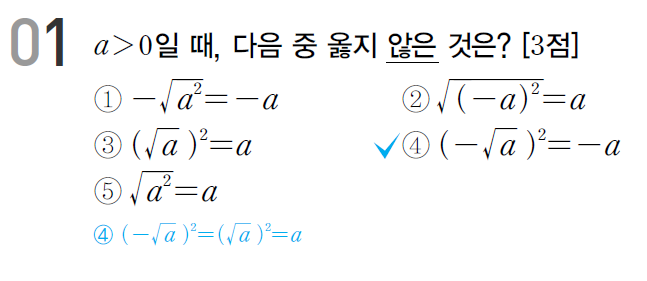 01 a>0일 때, 다음 중 옳지 않은 것은? [3점]
① -√a²=-a ② √(-a)²=a
③ (√a )²=a ✓④ (-√a )²=-a
⑤ √a²=a
④ (-√a )²=(√a )²=a